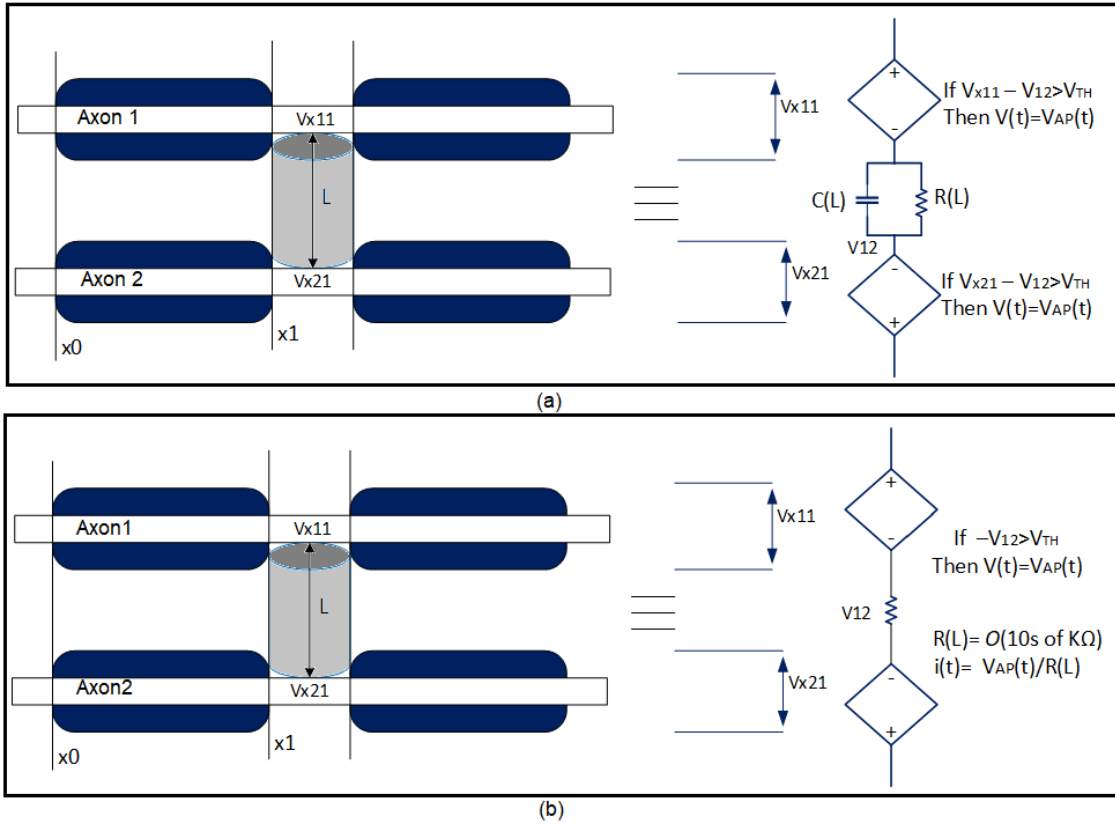 Axon 1
Vx11
L
Axon 2
Vx21
x0
x1
Vx11
Vx21
If Vx11 – V12>VTH
Then V(t)=VAP(t)
C(L)
R(L)
V12
If Vx21 – V12>VTH
Then V(t)=VAP(t)
+
-
-
+
(a)
Axon1
Vx11
L
Axon2
Vx21
x0
x1
Vx11
Vx21
If –V12>VTH
Then V(t)=VAP(t)
V12
R(L)= O(10s of KΩ)
i(t)= VAP(t)/R(L)
+
-
-
+
(b)